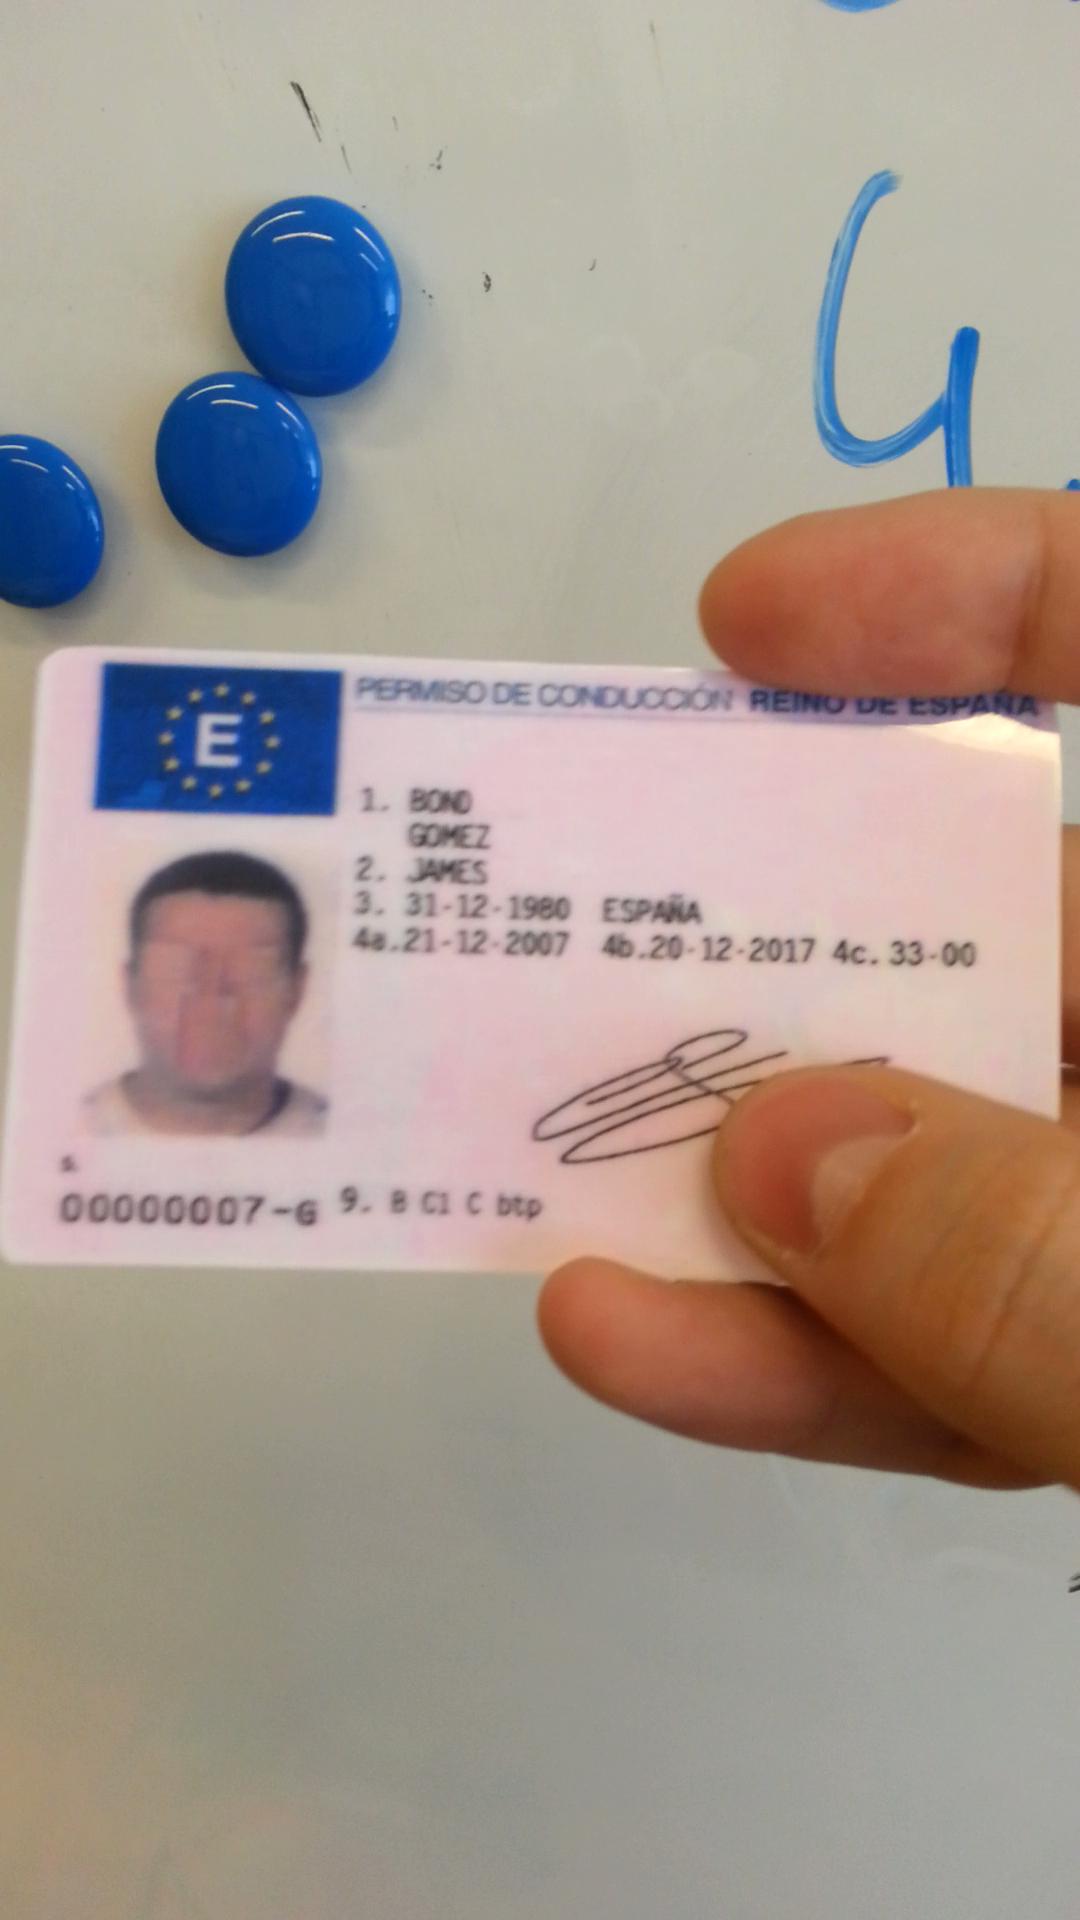 4
E
PERMISO DE CONDUCCIÓN REINO DE ESPAÑA
1. BOND
GOMEZ
2. JAMES
3. 31-12-1980 ESPAÑA
4a.21-12-2007 4b.20-12-2017 4c. 33-00
5.
00000007-G 9. B C1 C btp